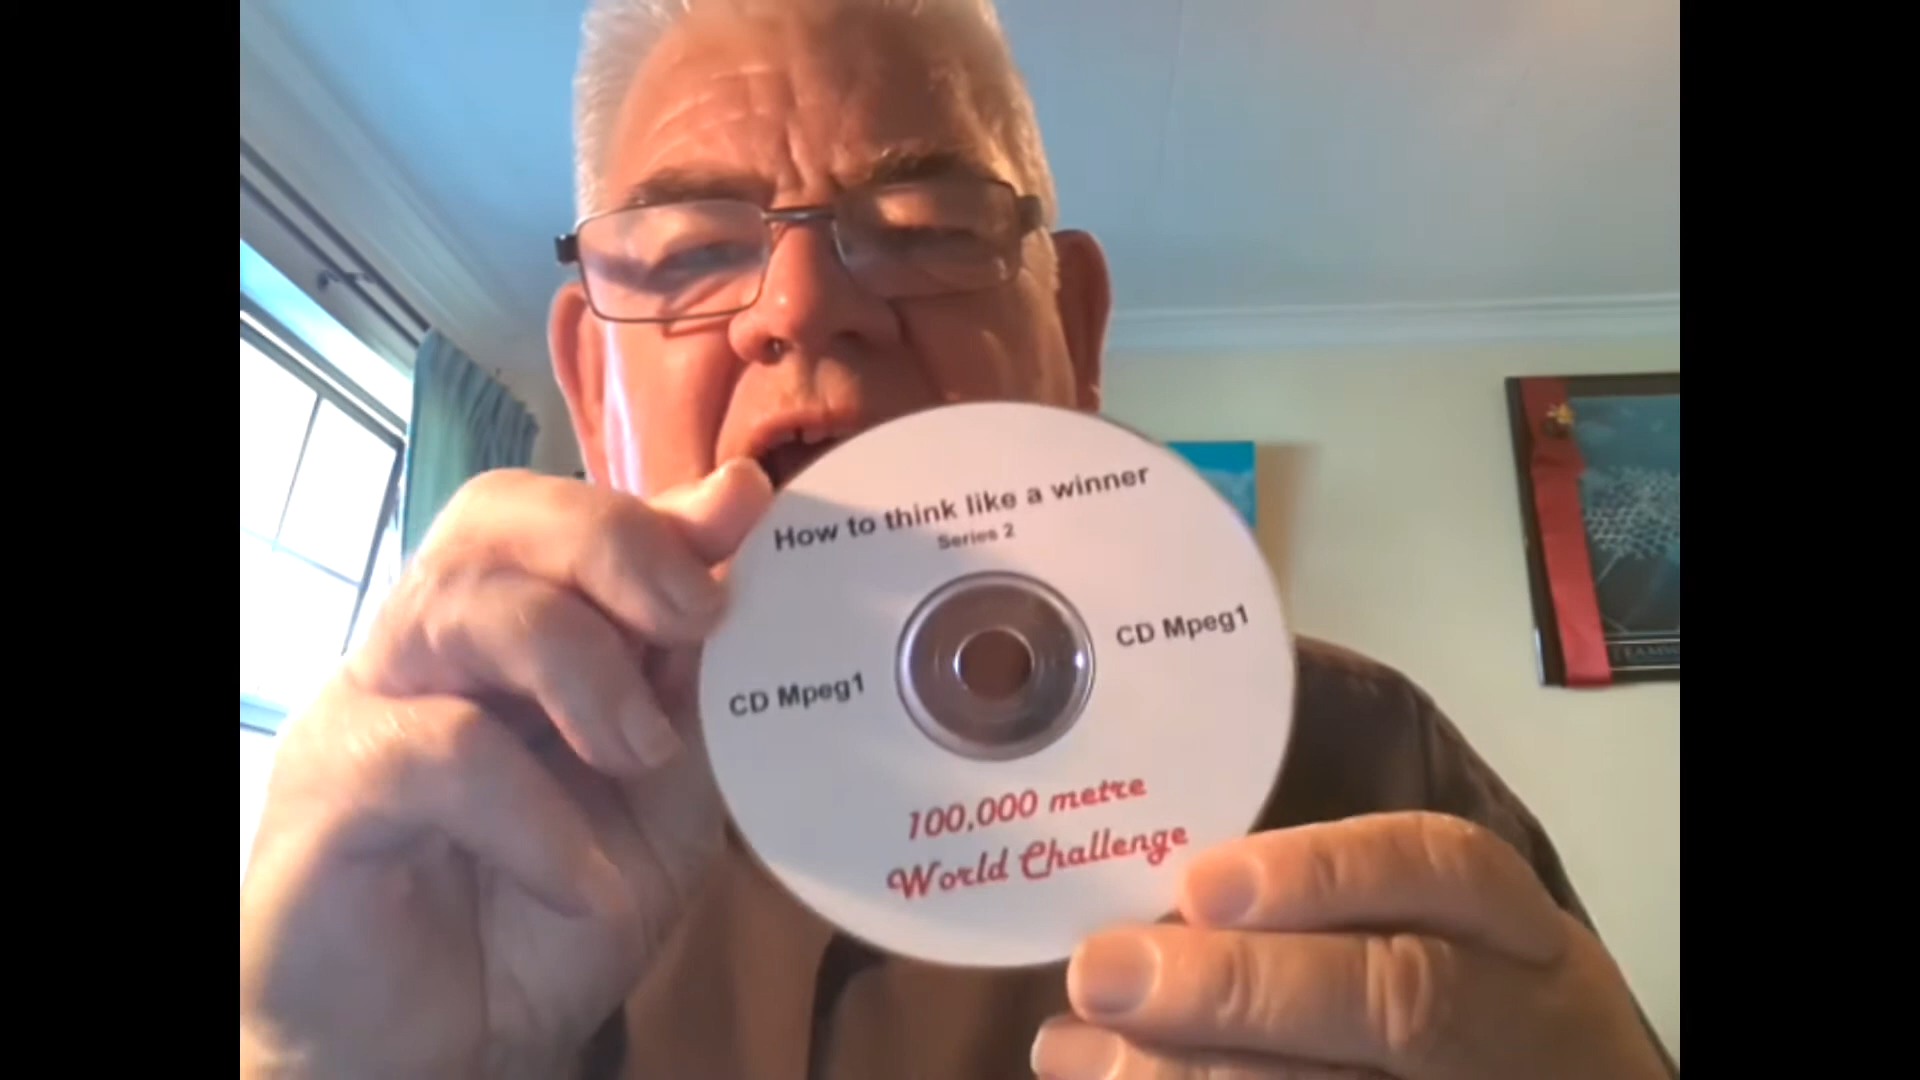 How to think like a winner
Series 2
CD Mpeg1
CD Mpeg1
100,000 metre
World Challenge